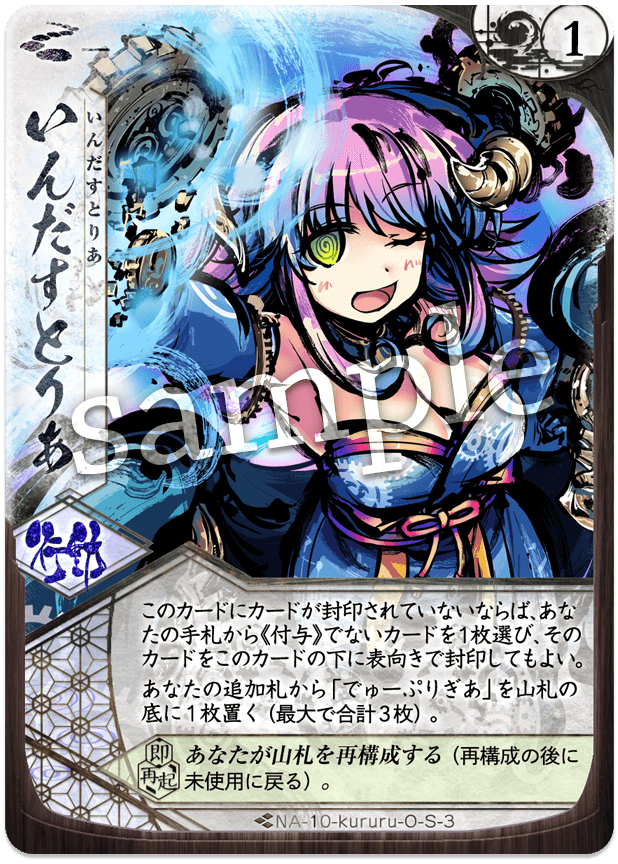 1
いんだすとりあ
いんだすとりあ
sample
行動
このカードにカードが封印されていないならば、あな
たの手札から《付与》でないカードを1枚選び、その
カードをこのカードの下に表向きで封印してもよい。
あなたの追加札から「でゅーぷりぎあ」を山札の
底に1枚置く（最大で合計3枚）。
即再起 あなたが山札を再構成する（再構成の後に
未使用に戻る）。
NA-10-kururu-O-S-3